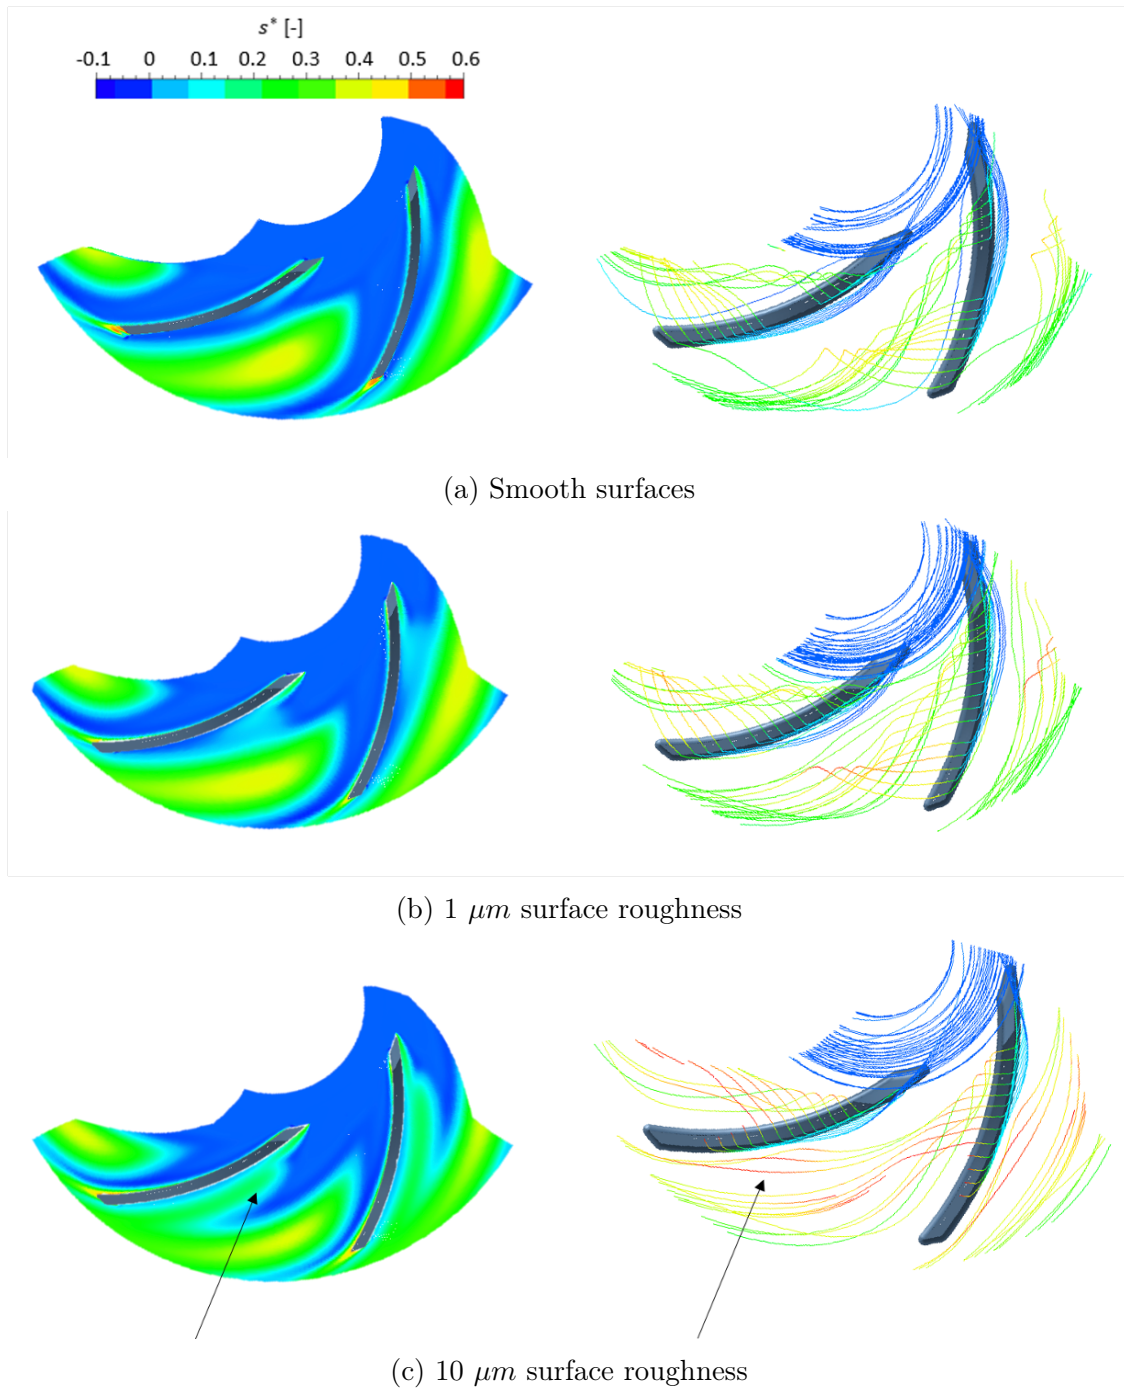 s* [-]
-0.1 0 0.1 0.2 0.3 0.4 0.5 0.6
(a) Smooth surfaces
(b) 1 μm surface roughness
(c) 10 μm surface roughness